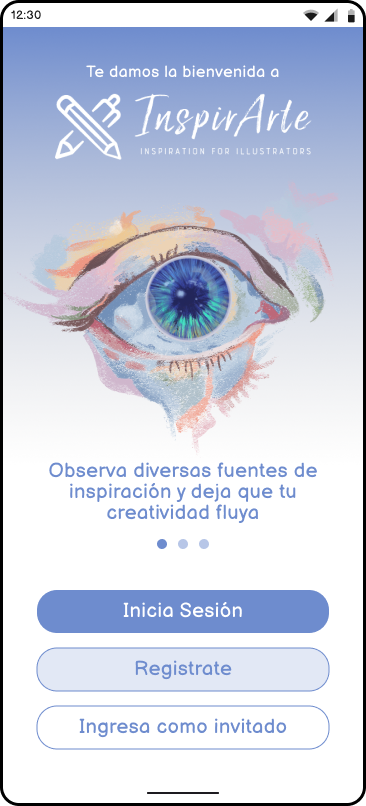 12:30
Te damos la bienvenida a
InspirArte
INSPIRATION FOR ILLUSTRATORS
Observa diversas fuentes de
inspiración y deja que tu
creatividad fluya
Inicia Sesión
Registrate
Ingresa como invitado